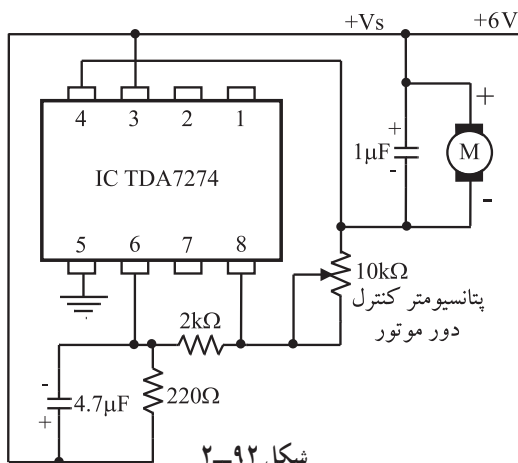 +Vs +6V
4 3 2 1
+
+
1µF
M
-
-
IC TDA7274
5 6 7 8
10kΩ
پتانسیومتر کنترل
دور موتور
2kΩ
-
4.7µF
220Ω
+
شکل ۹۲–۲